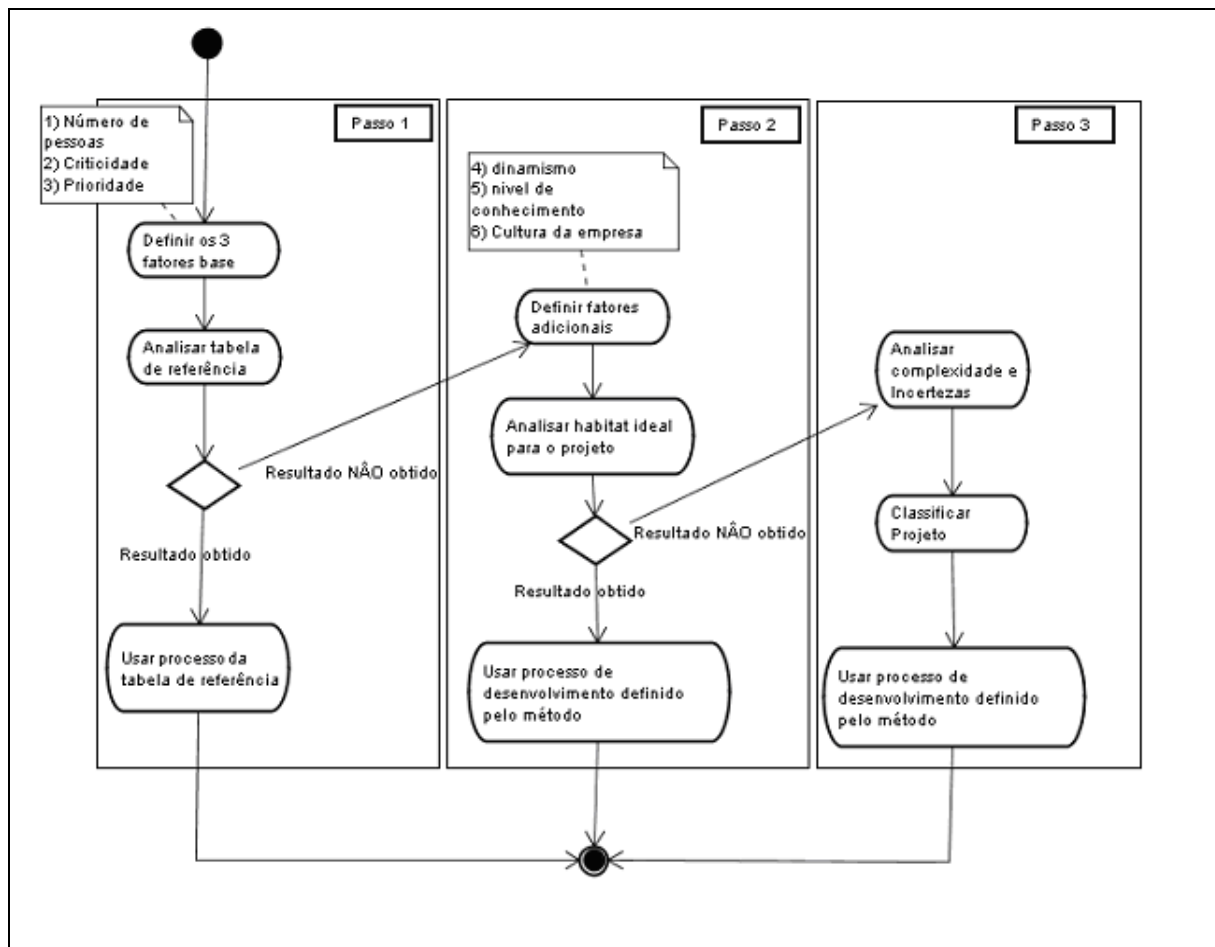 Passo 1
1) Número de
pessoas
2) Criticidade
3) Prioridade
Definir os 3
fatores base
Analisar tabela
de referência
Resultado NÂO obtido
Resultado obtido
Usar processo da
tabela de referência
Passo 2
4) dinamismo
5) nivel de
conhecimento
6) Cultura da empresa
Definir fatores
adicionais
Analisar habitat ideal
para o projeto
Resultado NÂO obtido
Resultado obtido
Usar processo de
desenvolvimento definido
pelo método
Passo 3
Analisar
complexidade e
Incertezas
Classificar
Projeto
Usar processo de
desenvolvimento definido
pelo método